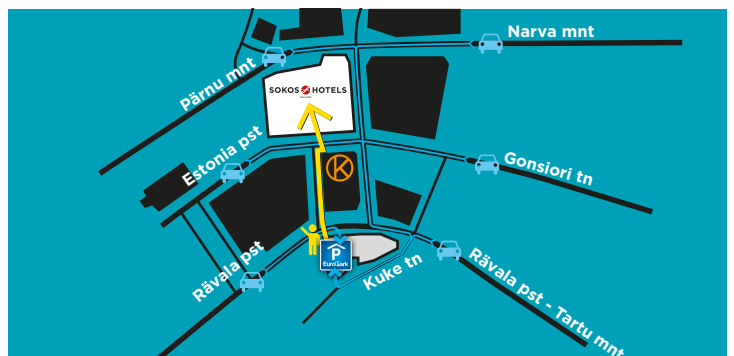 Narva mnt
Pärnu mnt
SOKOS HOTELS
Estonia pst
K
Gonsiori tn
Rävala pst
P
EuroPark
Kuke tn
Rävala pst - Tartu mnt